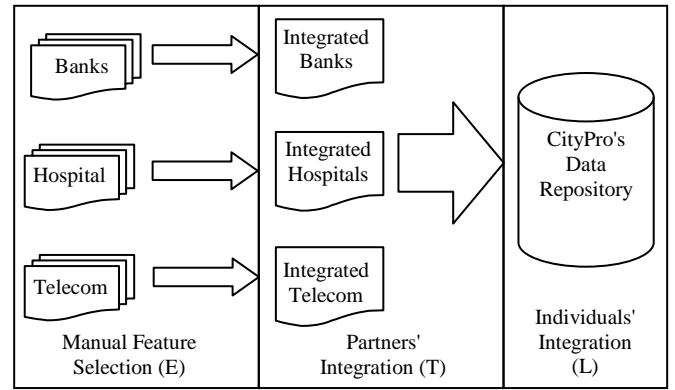 Banks
Hospital
Telecom
Manual Feature
Selection (E)
Integrated
Banks
Integrated
Hospitals
Integrated
Telecom
Partners'
Integration (T)
CityPro's
Data
Repository
Individuals'
Integration
(L)